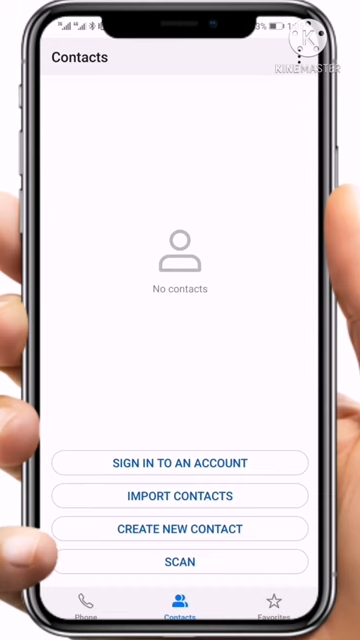 Contacts
KINEMASTER
No contacts
SIGN IN TO AN ACCOUNT
IMPORT CONTACTS
CREATE NEW CONTACT
SCAN
Phone
Contacts
Favorites